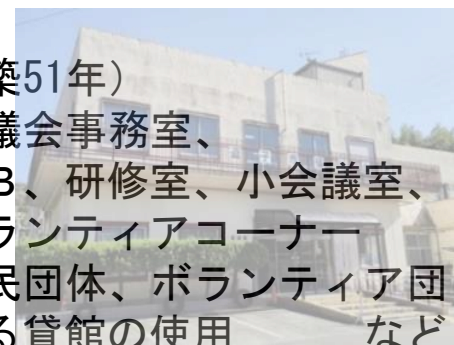 築51年）
議会事務室、
B、研修室、小会議室、
ランティアコーナー
民団体、ボランティア団
る貸館の使用　　など